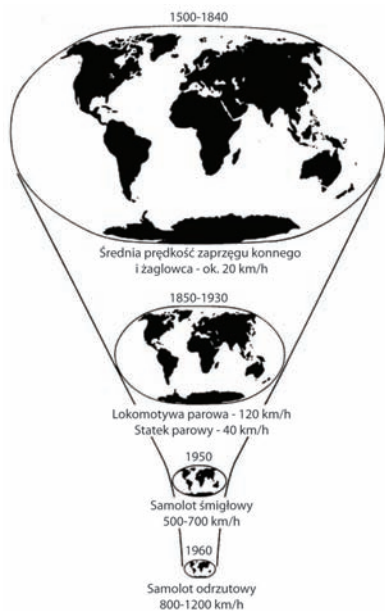 1500-1840
Średnia prędkość zaprzęgu konnego
i żaglowca - ok. 20 km/h
1850-1930
Lokomotywa parowa - 120 km/h
Statek parowy - 40 km/h
1950
Samolot śmigłowy
500-700 km/h
1960
Samolot odrzutowy
800-1200 km/h